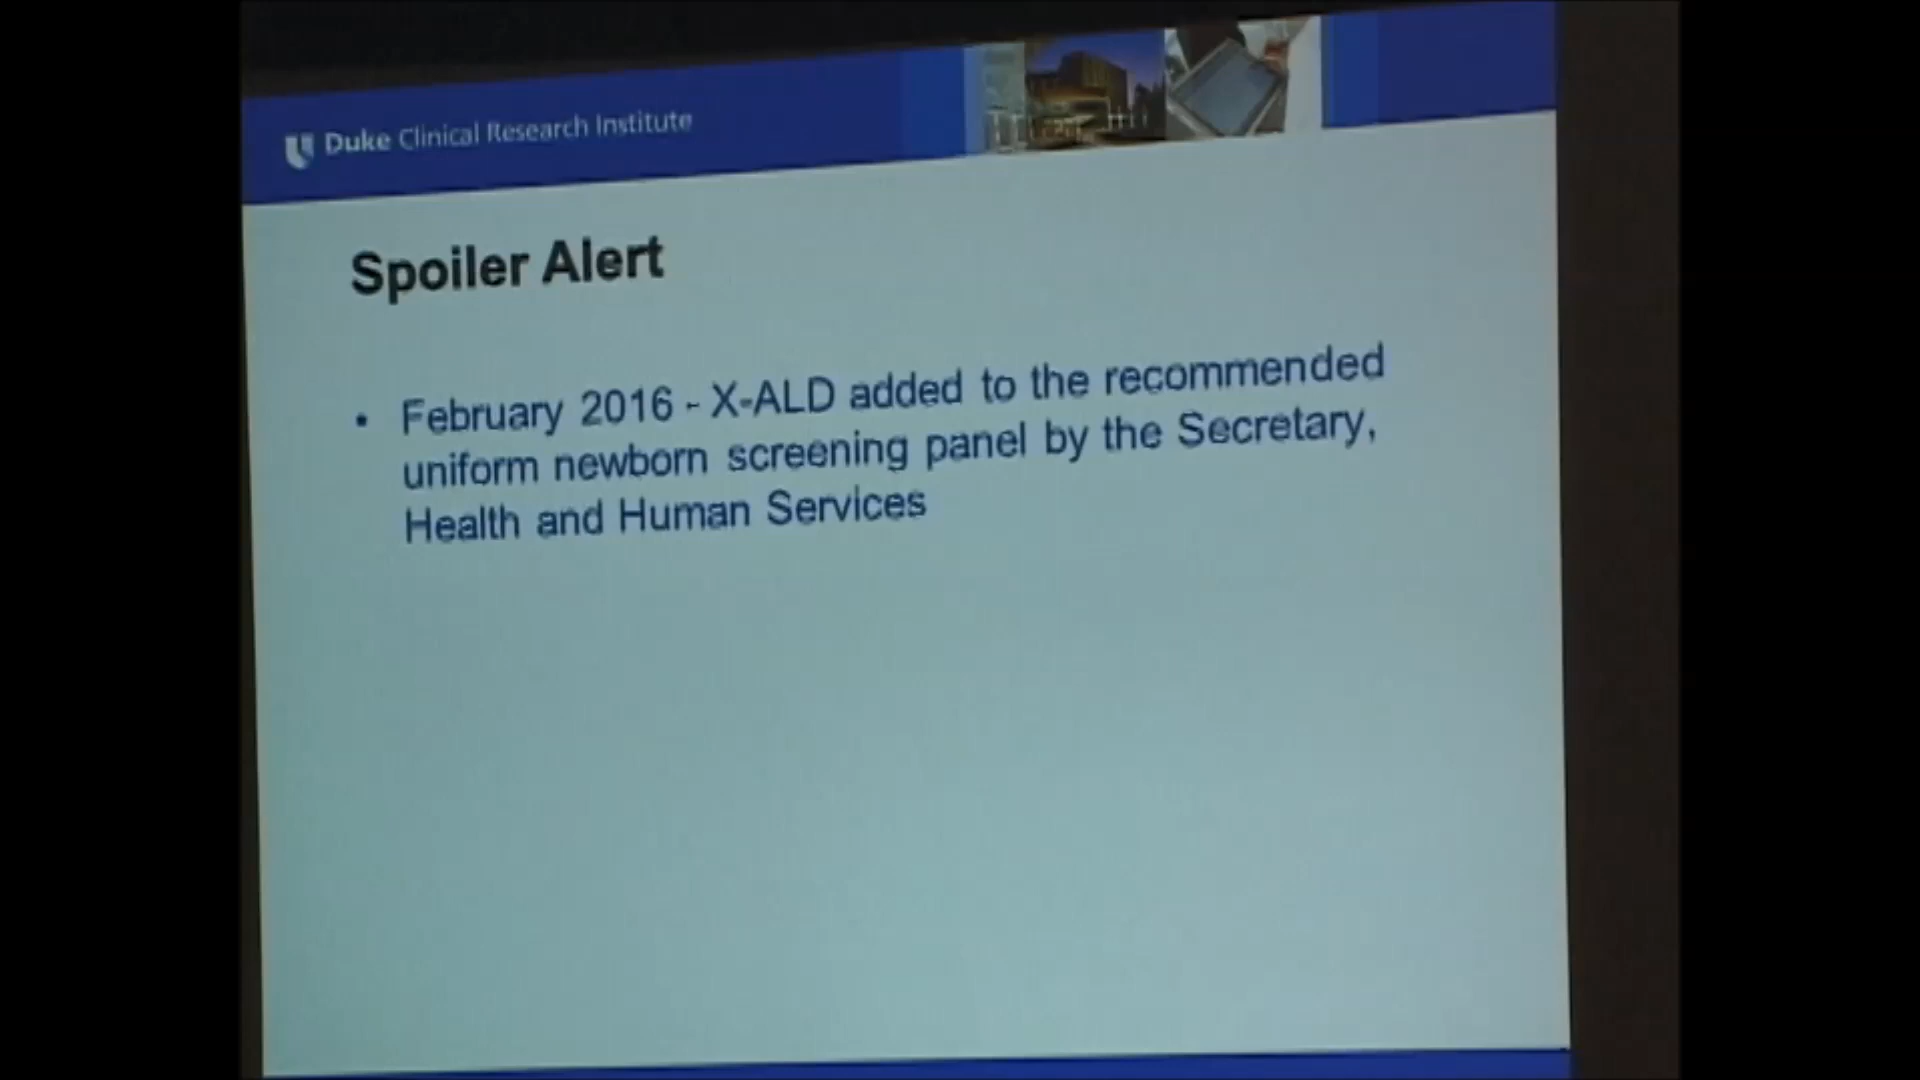 Duke Clinical Research Institute
Spoiler Alert
• February 2016 - X-ALD added to the recommended
uniform newborn screening panel by the Secretary,
Health and Human Services